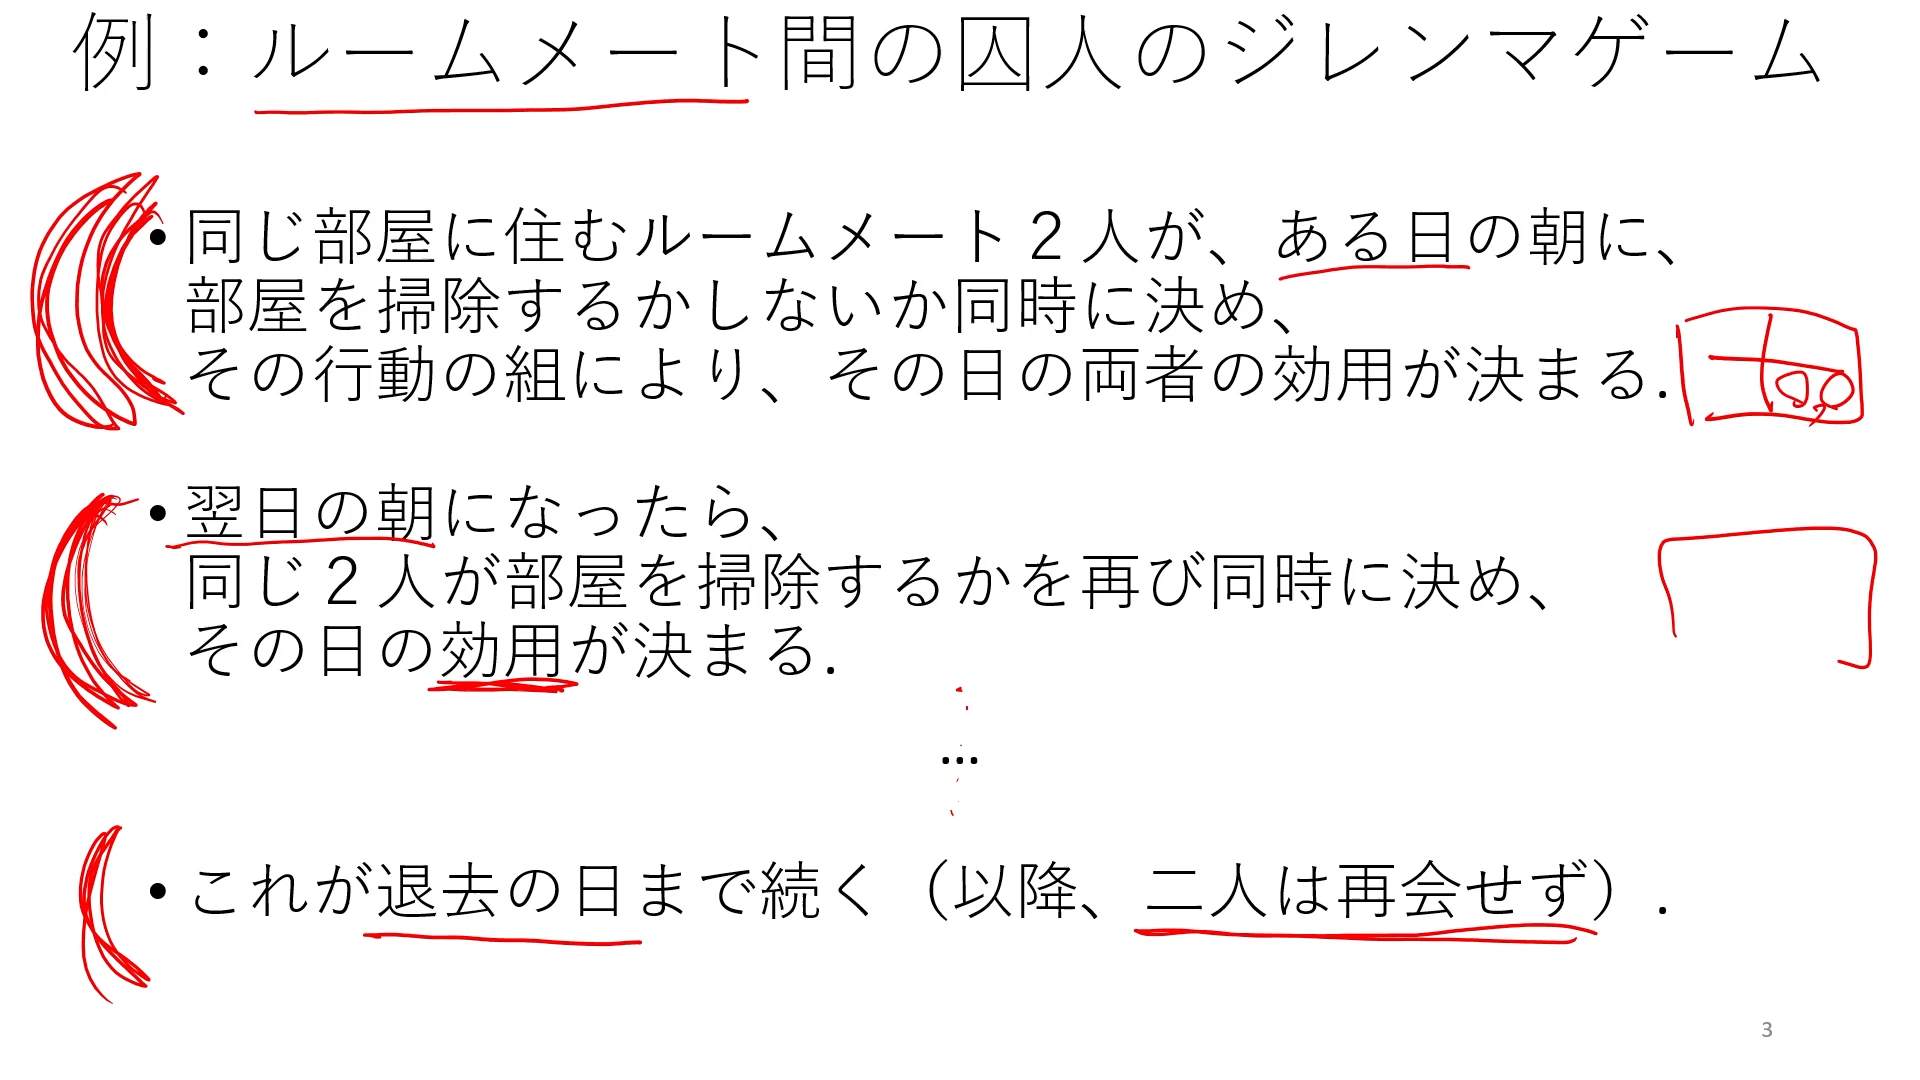 例：ルームメート間の囚人のジレンマゲーム
• 同じ部屋に住むルームメート２人が、ある日の朝に、
部屋を掃除するかしないか同時に決め、
その行動の組により、その日の両者の効用が決まる.
• 翌日の朝になったら、
同じ２人が部屋を掃除するかを再び同時に決め、
その日の効用が決まる.
…
• これが退去の日まで続く（以降、二人は再会せず）.
3